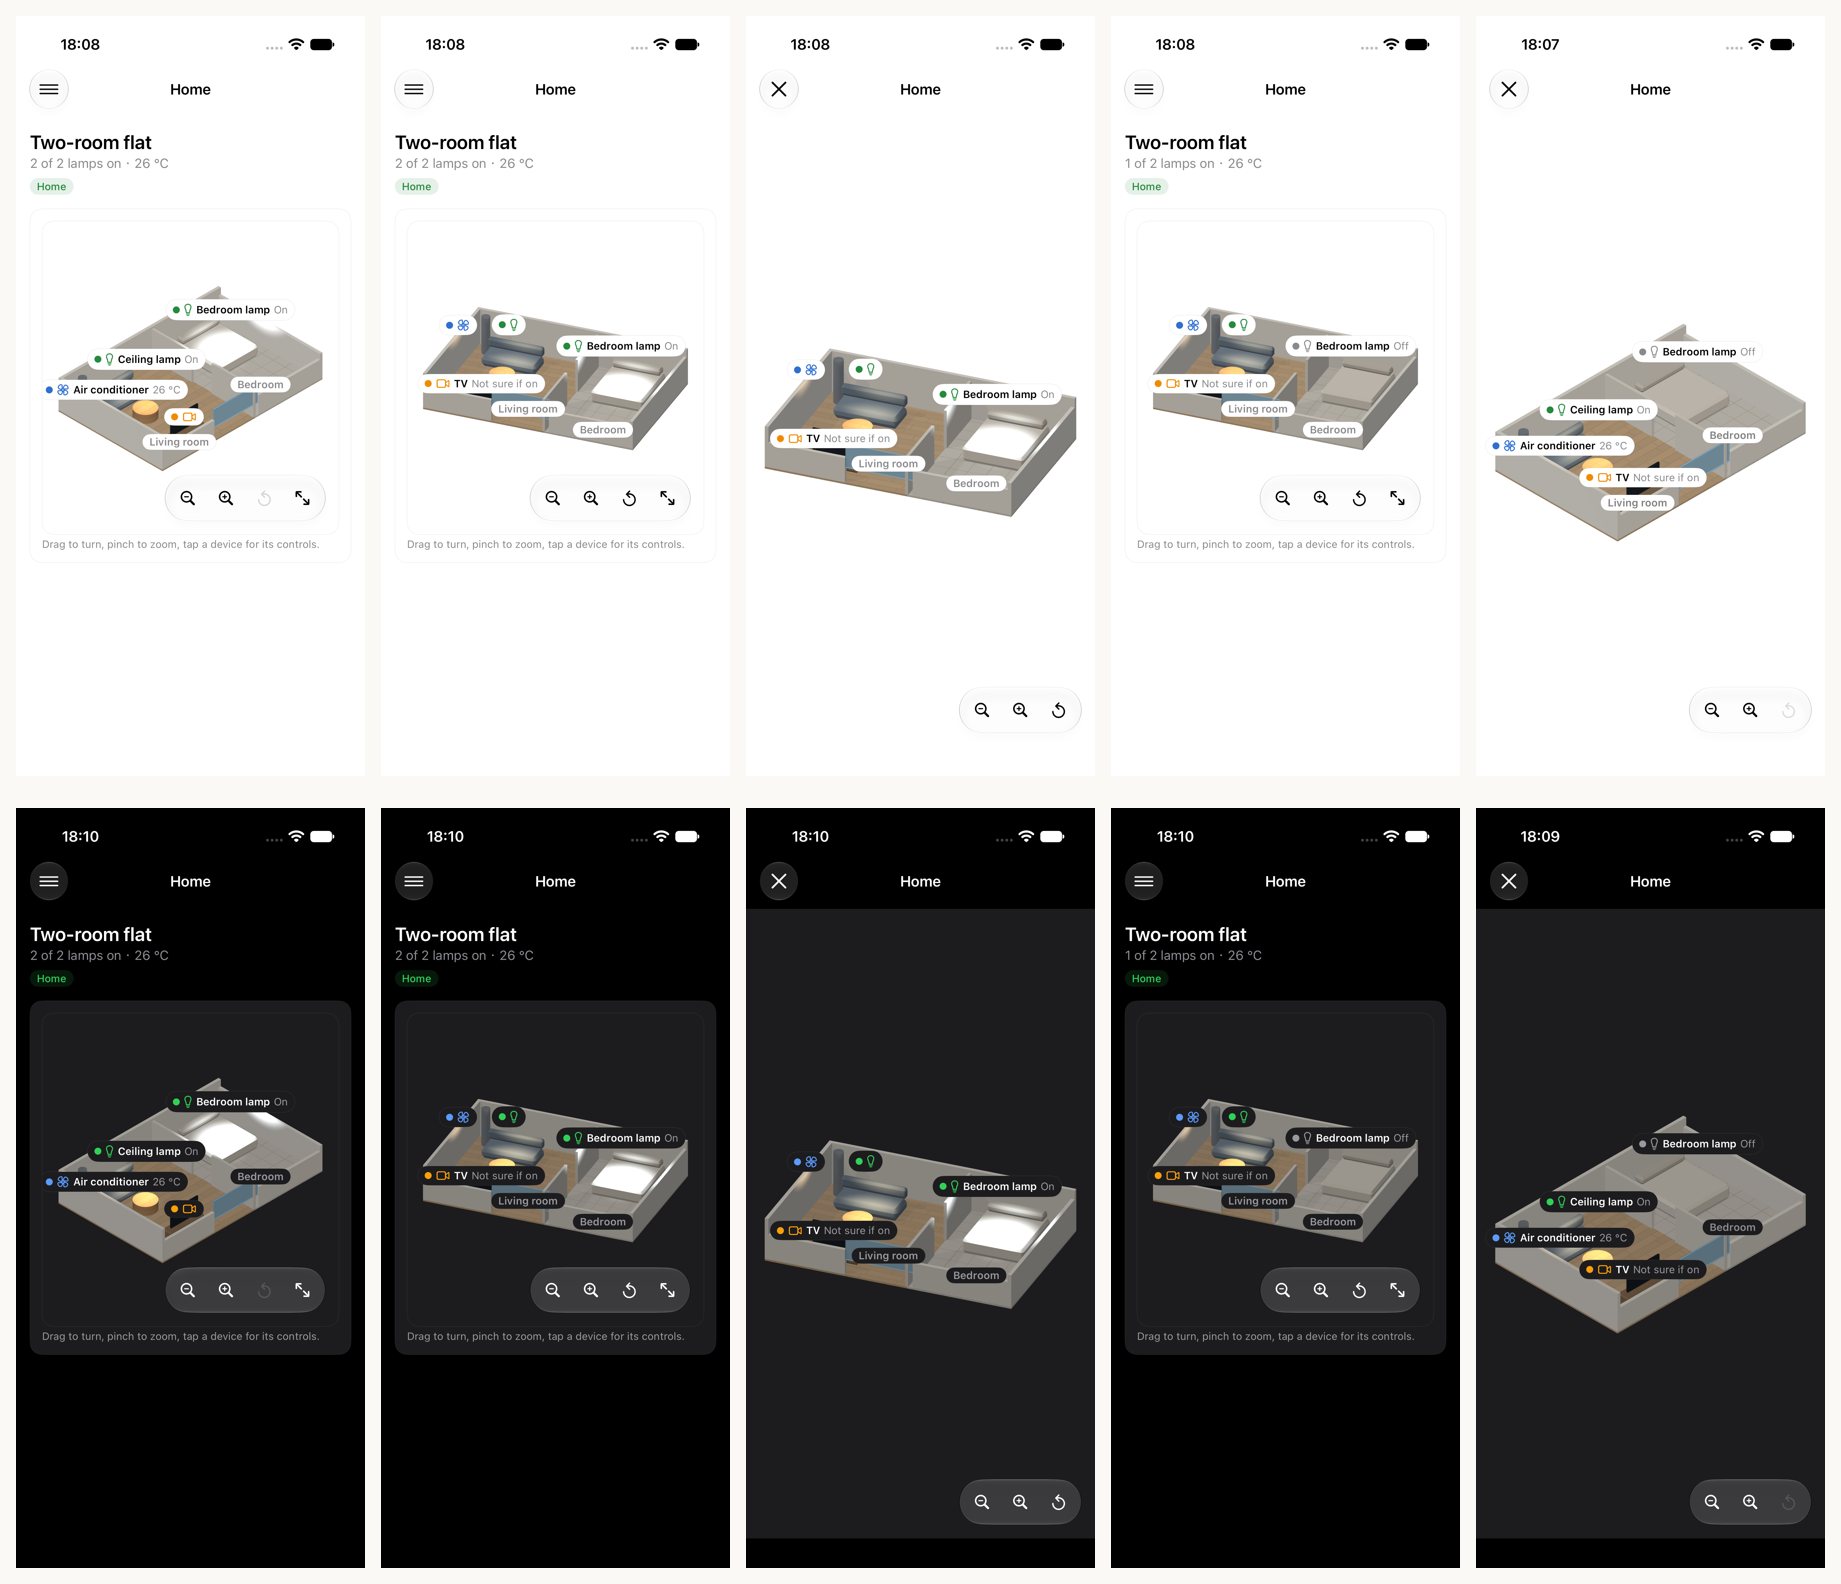 18:08
Home
Two-room flat
2 of 2 lamps on · 26 °C
Home
Bedroom lamp On
Ceiling lamp On
Bedroom
Air conditioner 26 °C
Living room
Drag to turn, pinch to zoom, tap a device for its controls.
18:08
Home
Two-room flat
2 of 2 lamps on · 26 °C
Home
Bedroom lamp On
TV Not sure if on
Living room
Bedroom
Drag to turn, pinch to zoom, tap a device for its controls.
18:08
Home
Bedroom lamp On
TV Not sure if on
Living room
Bedroom
18:08
Home
Two-room flat
1 of 2 lamps on · 26 °C
Home
Bedroom lamp Off
TV Not sure if on
Living room
Bedroom
Drag to turn, pinch to zoom, tap a device for its controls.
18:07
Home
Bedroom lamp Off
Ceiling lamp On
Bedroom
Air conditioner 26 °C
TV Not sure if on
Living room
18:10
Home
Two-room flat
2 of 2 lamps on · 26 °C
Home
Bedroom lamp On
Ceiling lamp On
Bedroom
Air conditioner 26 °C
Drag to turn, pinch to zoom, tap a device for its controls.
18:10
Home
Two-room flat
2 of 2 lamps on · 26 °C
Home
Bedroom lamp On
TV Not sure if on
Living room
Bedroom
Drag to turn, pinch to zoom, tap a device for its controls.
18:10
Home
Bedroom lamp On
TV Not sure if on
Living room
Bedroom
18:10
Home
Two-room flat
1 of 2 lamps on · 26 °C
Home
Bedroom lamp Off
TV Not sure if on
Living room
Bedroom
Drag to turn, pinch to zoom, tap a device for its controls.
18:09
Home
Bedroom lamp Off
Ceiling lamp On
Bedroom
Air conditioner 26 °C
TV Not sure if on